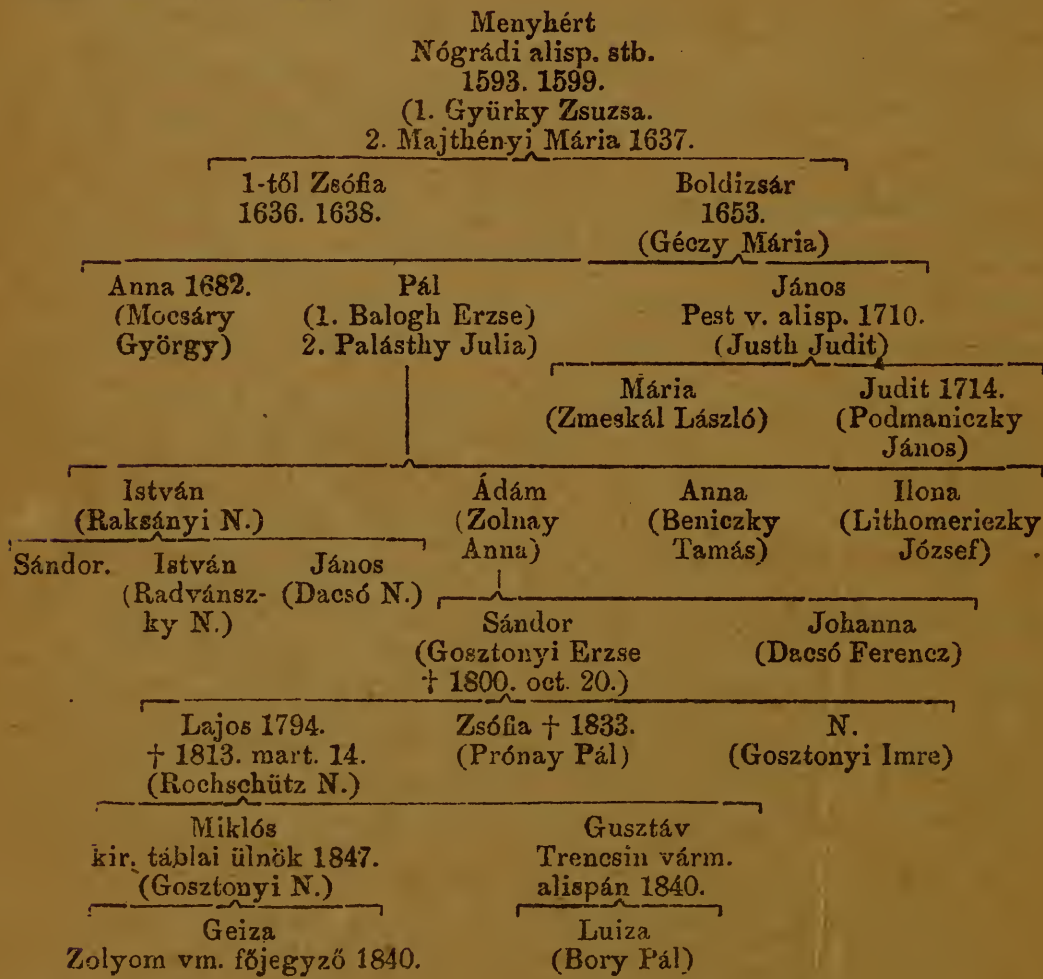 Menyhért
Nógrádi alisp. stb.
1593. 1599.
(1. Gyürky Zsuzsa.
2. Majthényi Mária 1637.
1-től Zsófia Boldizsár
1636. 1638. 1653.
(Géczy Mária)
Anna 1682. Pál János
(Mocsáry (1. Balogh Erzse) Pest v. alisp. 1710.
György) 2. Palásthy Julia) (Justh Judit)
Mária Judit 1714.
(Zmeskál László) (Podmaniczky
János)
István Ádám Anna Ilona
(Raksányi N.) (Zolnay (Beniczky (Lithomeriezky
Anna) Tamás) József)
Sándor. István János
(Radvánsz- (Dacsó N.)
ky N.)
Sándor Johanna
(Gosztonyi Erzse (Dacsó Ferencz)
† 1800. oct. 20.)
Lajos 1794. Zsófia † 1833. N.
† 1813. mart. 14. (Prónay Pál) (Gosztonyi Imre)
(Rochschütz N.)
Miklós Gusztáv
kir. táblai ülnök 1847. Trencsin várm.
(Gosztonyi N.) alispán 1840.
Geiza Luiza
Zolyom vm. főjegyző 1840. (Bory Pál)